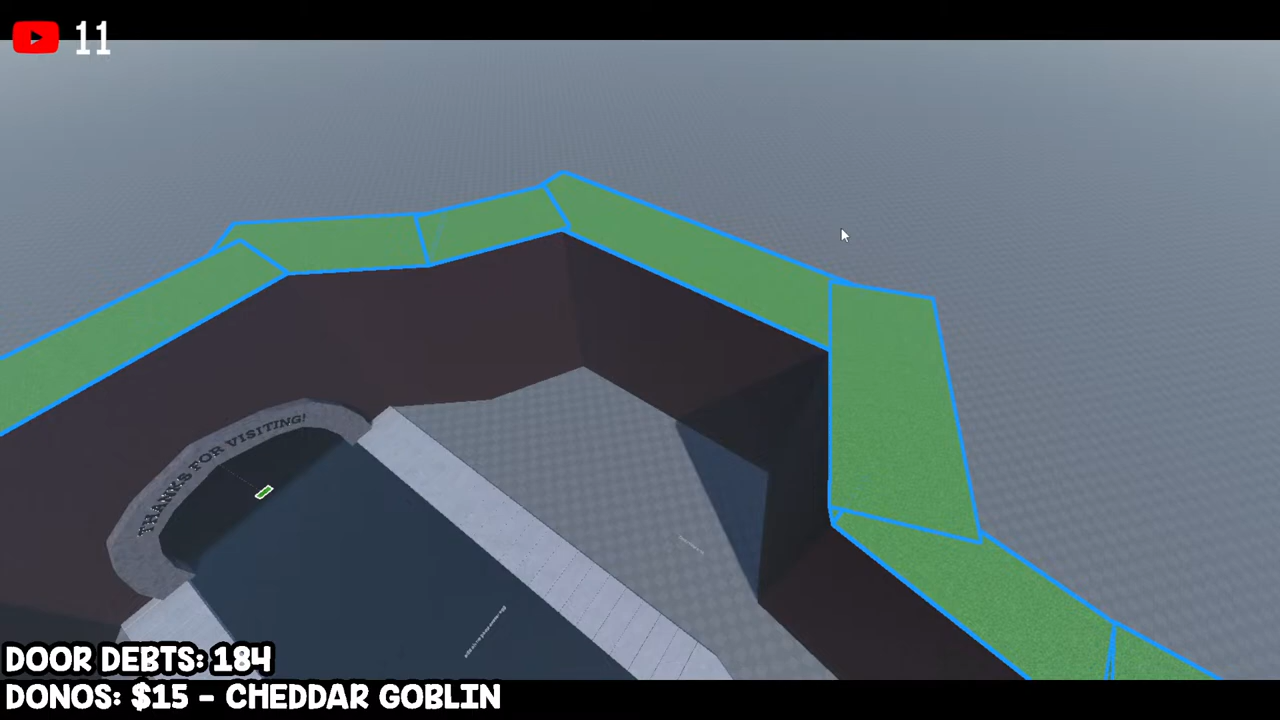 11
THANKS FOR VISITING!
DOOR DEBTS: 184
DONOS: $15 - CHEDDAR GOBLIN